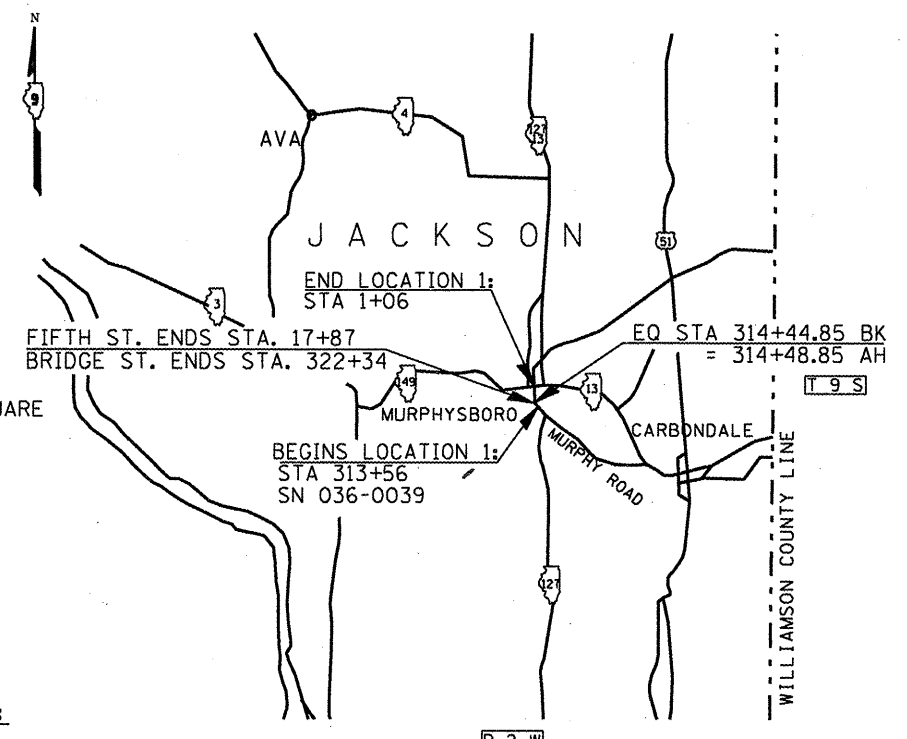 N
9
4
AVA
127
13
JACKSON
51
END LOCATION 1:
STA 1+06
3
FIFTH ST. ENDS STA. 17+87
BRIDGE ST. ENDS STA. 322+34
EQ STA 314+44.85 BK
= 314+48.85 AH
T 9 S
149
13
MURPHYSBORO
CARBONDALE
MURPHY ROAD
BEGINS LOCATION 1:
STA 313+56
SN 036-0039
127
WILLIAMSON COUNTY LINE